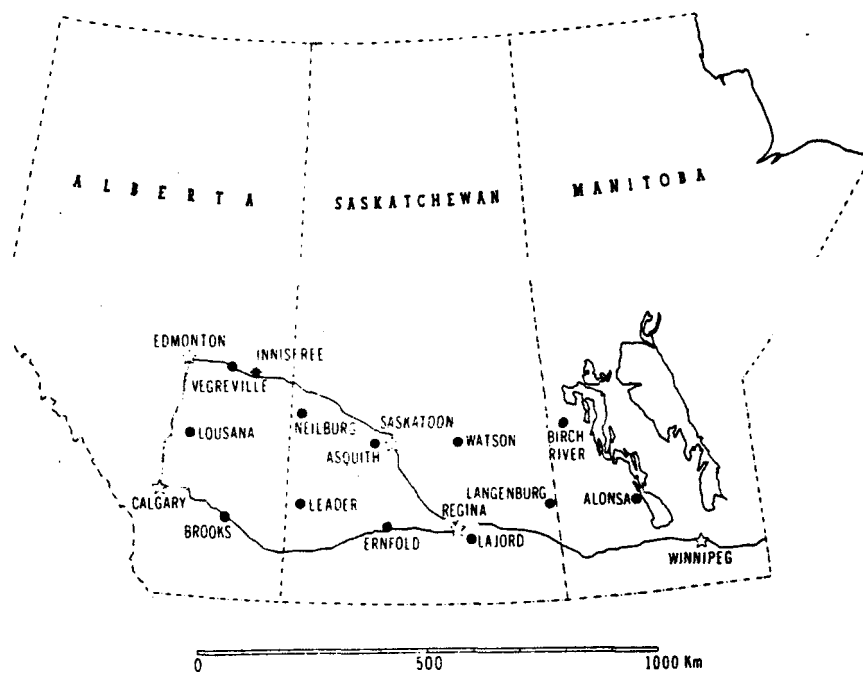 ALBERTA
SASKATCHEWAN
MANITOBA
EDMONTON
INNISFREE
VEGREVILLE
NEILBURG
SASKATOON
LOUSANA
ASQUITH
WATSON
BIRCH
RIVER
CALGARY
LEADER
LANGENBURG
ALONSA
BROOKS
REGINA
ERNFOLD
LAJORD
WINNIPEG
0 500 1000 Km